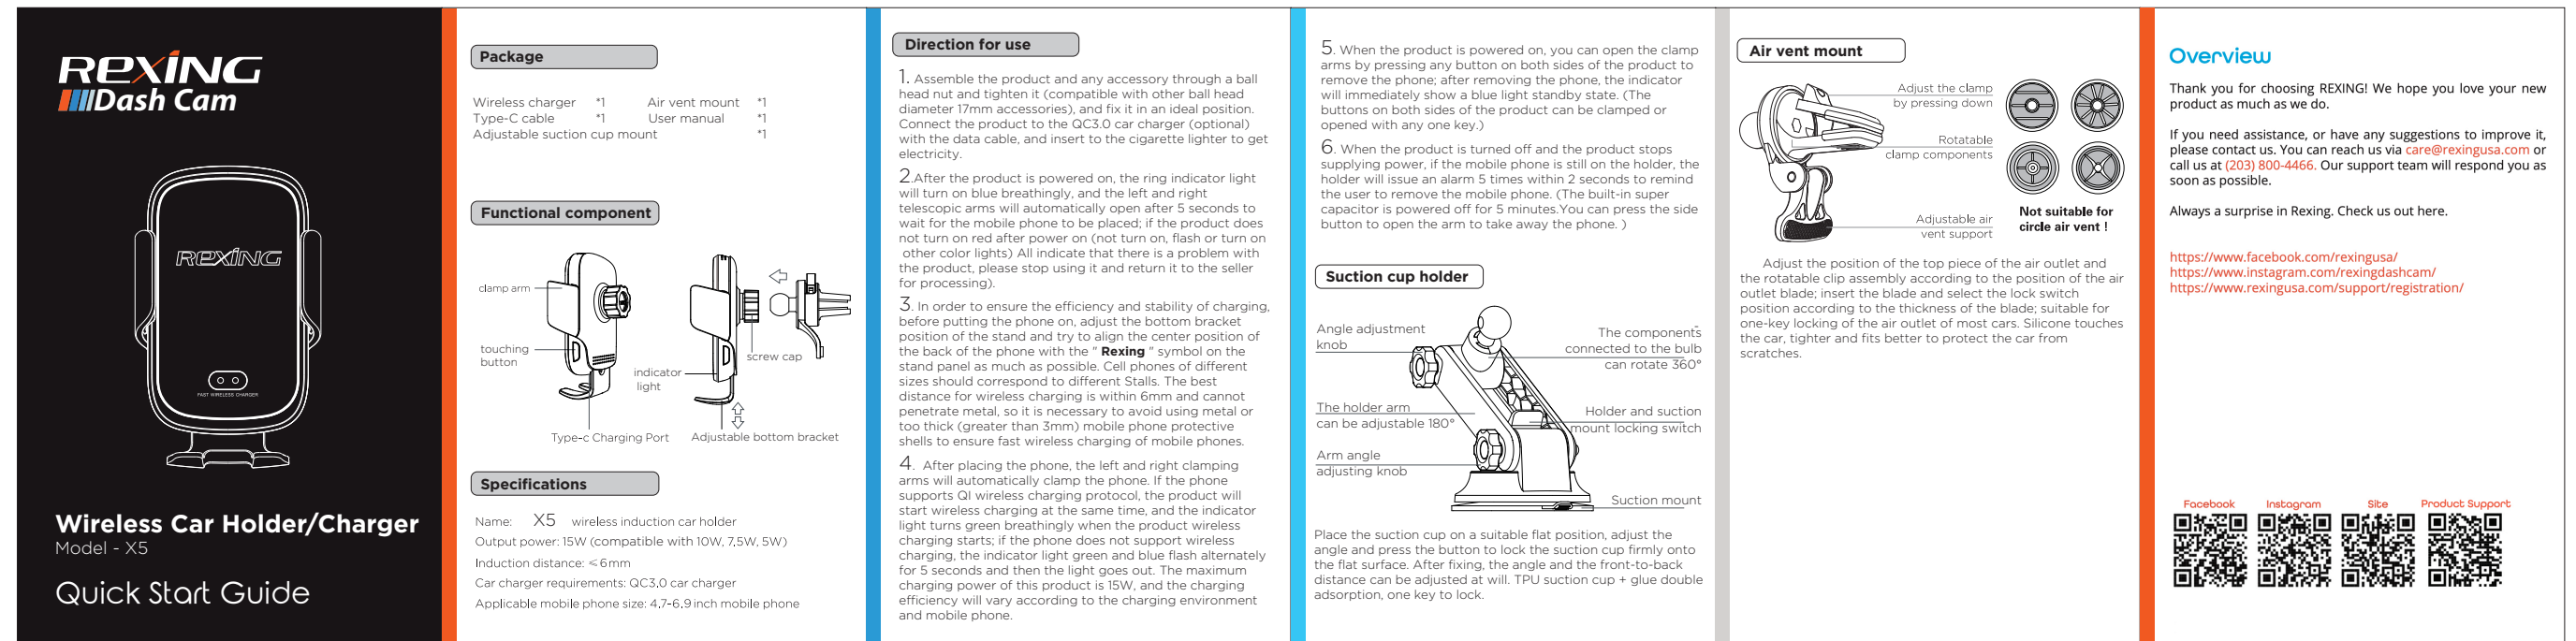 REXING
Dash Cam
REXING
FAST WIRELESS CHARGER
Wireless Car Holder/Charger
Model - X5
Quick Start Guide
Package
Wireless charger *1 Air vent mount *1
Type-C cable *1 User manual *1
Adjustable suction cup mount *1
Functional component
clamp arm
touching
button
indicator
light
screw cap
Type-c Charging Port
Adjustable bottom bracket
Specifications
Name: X5 wireless induction car holder
Output power: 15W (compatible with 10W, 7,5W, 5W)
Induction distance: ≤6mm
Car charger requirements: QC3,0 car charger
Applicable mobile phone size: 4,7-6,9 inch mobile phone
Direction for use
1. Assemble the product and any accessory through a ball
head nut and tighten it (compatible with other ball head
diameter 17mm accessories), and fix it in an ideal position.
Connect the product to the QC3.0 car charger (optional)
with the data cable, and insert to the cigarette lighter to get
electricity.
2.After the product is powered on, the ring indicator light
will turn on blue breathingly, and the left and right
telescopic arms will automatically open after 5 seconds to
wait for the mobile phone to be placed; if the product does
not turn on red after power on (not turn on, flash or turn on
other color lights) All indicate that there is a problem with
the product, please stop using it and return it to the seller
for processing).
3. In order to ensure the efficiency and stability of charging,
before putting the phone on, adjust the bottom bracket
position of the stand and try to align the center position of
the back of the phone with the " Rexing " symbol on the
stand panel as much as possible. Cell phones of different
sizes should correspond to different Stalls. The best
distance for wireless charging is within 6mm and cannot
penetrate metal, so it is necessary to avoid using metal or
too thick (greater than 3mm) mobile phone protective
shells to ensure fast wireless charging of mobile phones.
4. After placing the phone, the left and right clamping
arms will automatically clamp the phone. If the phone
supports QI wireless charging protocol, the product will
start wireless charging at the same time, and the indicator
light turns green breathingly when the product wireless
charging starts; if the phone does not support wireless
charging, the indicator light green and blue flash alternately
for 5 seconds and then the light goes out. The maximum
charging power of this product is 15W, and the charging
efficiency will vary according to the charging environment
and mobile phone.
5. When the product is powered on, you can open the clamp
arms by pressing any button on both sides of the product to
remove the phone; after removing the phone, the indicator
will immediately show a blue light standby state. (The
buttons on both sides of the product can be clamped or
opened with any one key.)
6. When the product is turned off and the product stops
supplying power, if the mobile phone is still on the holder, the
holder will issue an alarm 5 times within 2 seconds to remind
the user to remove the mobile phone. (The built-in super
capacitor is powered off for 5 minutes.You can press the side
button to open the arm to take away the phone. )
Suction cup holder
Angle adjustment
knob
The components
connected to the bulb
can rotate 360°
The holder arm
can be adjustable 180°
Holder and suction
mount locking switch
Arm angle
adjusting knob
Suction mount
Place the suction cup on a suitable flat position, adjust the
angle and press the button to lock the suction cup firmly onto
the flat surface. After fixing, the angle and the front-to-back
distance can be adjusted at will. TPU suction cup + glue double
adsorption, one key to lock.
Air vent mount
Adjust the clamp
by pressing down
Rotatable
clamp components
Adjustable air
vent support
Not suitable for
circle air vent !
Adjust the position of the top piece of the air outlet and
the rotatable clip assembly according to the position of the air
outlet blade; insert the blade and select the lock switch
position according to the thickness of the blade; suitable for
one-key locking of the air outlet of most cars. Silicone touches
the car, tighter and fits better to protect the car from
scratches.
Overview
Thank you for choosing REXING! We hope you love your new
product as much as we do.
If you need assistance, or have any suggestions to improve it,
please contact us. You can reach us via care@rexingusa.com or
call us at (203) 800-4466. Our support team will respond you as
soon as possible.
Always a surprise in Rexing. Check us out here.
https://www.facebook.com/rexingusa/
https://www.instagram.com/rexingdashcam/
https://www.rexingusa.com/support/registration/
Facebook Instagram Site Product Support